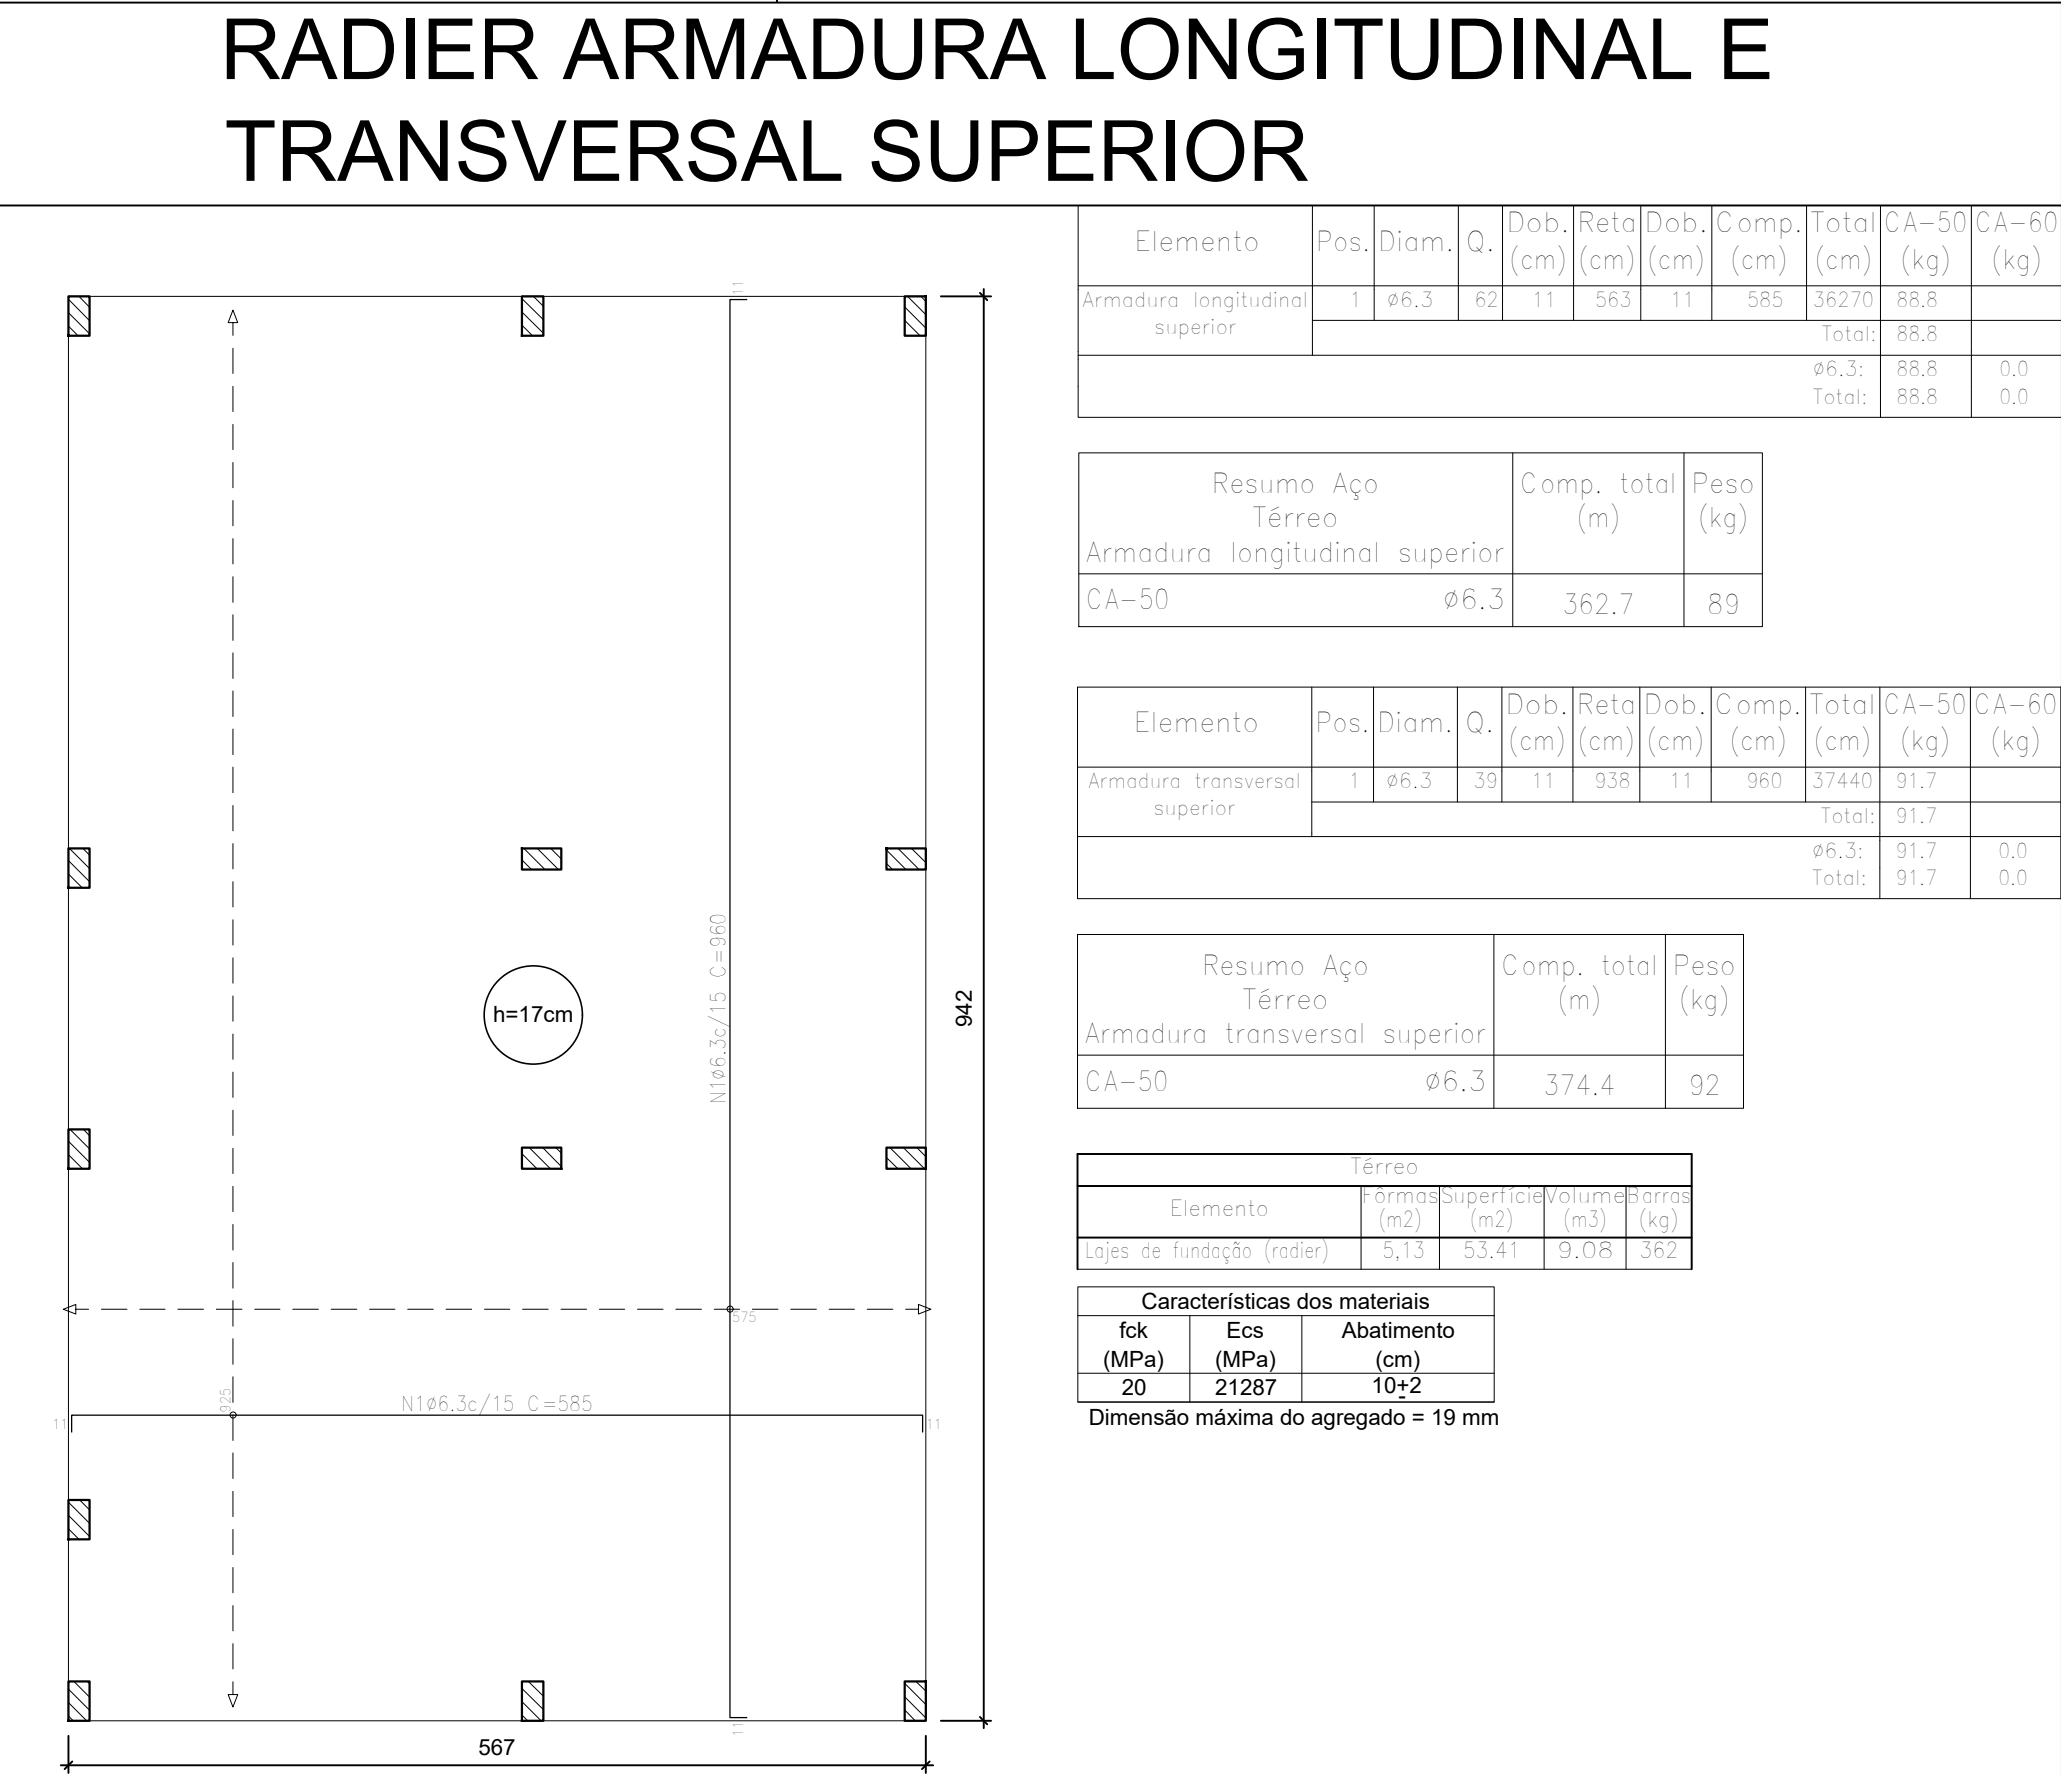 RADIER ARMADURA LONGITUDINAL E
TRANSVERSAL SUPERIOR
Elemento Pos. Diam. Q. Dob. (cm) Reta (cm) Dob. (cm) Comp. (cm) Total (cm) CA-50 (kg) CA-60 (kg)
Armadura longitudinal superior 1 ø6.3 62 11 563 11 585 36270 88.8
Total: 88.8
ø6.3: 88.8 0.0
Total: 88.8 0.0
Resumo Aço
Térreo
Armadura longitudinal superior
Comp. total (m)
Peso (kg)
CA-50 ø6.3 362.7 89
Elemento Pos. Diam. Q. Dob. (cm) Reta (cm) Dob. (cm) Comp. (cm) Total (cm) CA-50 (kg) CA-60 (kg)
Armadura transversal superior 1 ø6.3 39 11 938 11 960 37440 91.7
Total: 91.7
ø6.3: 91.7 0.0
Total: 91.7 0.0
Resumo Aço
Térreo
Armadura transversal superior
Comp. total (m)
Peso (kg)
CA-50 ø6.3 374.4 92
Térreo
Elemento Fôrmas (m2) Superfície (m2) Volume (m3) Barras (kg)
Lajes de fundação (radier) 5,13 53.41 9.08 362
Características dos materiais
fck (MPa) Ecs (MPa) Abatimento (cm)
20 21287 10±2
Dimensão máxima do agregado = 19 mm
11
N1ø6.3c/15 C=960
h=17cm
942
575
925
N1ø6.3c/15 C=585
11
11
11
567